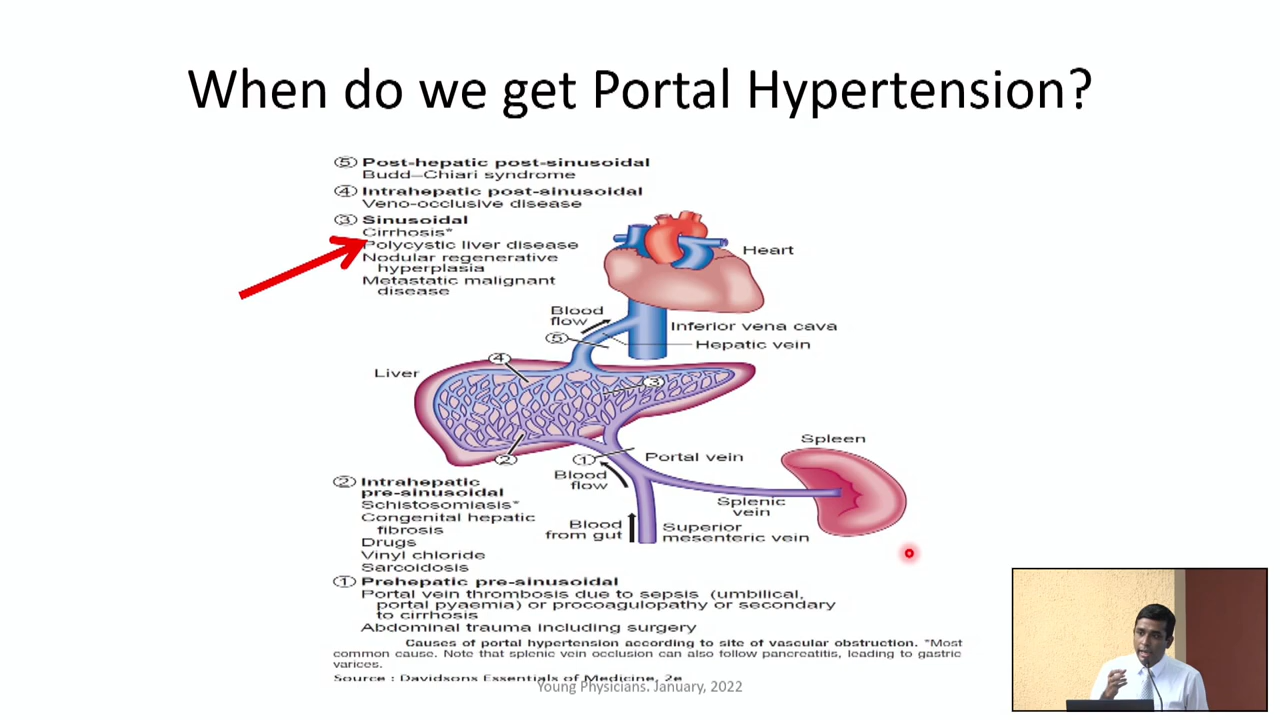 When do we get Portal Hypertension?
⑤ Post-hepatic post-sinusoidal
Budd–Chiari syndrome
④ Intrahepatic post-sinusoidal
Veno-occlusive disease
③ Sinusoidal
Cirrhosis*
Polycystic liver disease
Nodular regenerative
hyperplasia
Metastatic malignant
disease
Heart
Blood
flow
Inferior vena cava
⑤
Hepatic vein
④
Liver
③
Spleen
②
①
Portal vein
Blood
flow
Splenic
vein
Blood
from gut
Superior
mesenteric vein
② Intrahepatic
pre-sinusoidal
Schistosomiasis*
Congenital hepatic
fibrosis
Drugs
Vinyl chloride
Sarcoidosis
① Prehepatic pre-sinusoidal
Portal vein thrombosis due to sepsis (umbilical,
portal pyaemia) or procoagulopathy or secondary
to cirrhosis
Abdominal trauma including surgery
Causes of portal hypertension according to site of vascular obstruction. *Most
common cause. Note that splenic vein occlusion can also follow pancreatitis, leading to gastric
varices.
Source : Davidsons Essentials of Medicine, 2e
Young Physicians. January, 2022